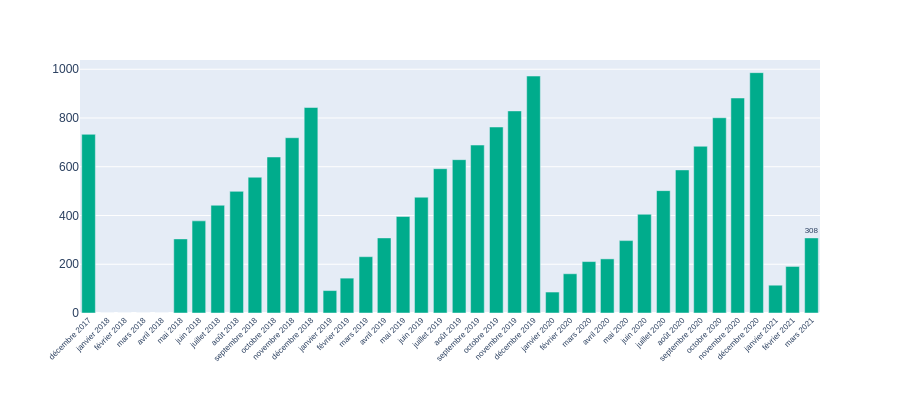 1000
800
600
400
200
0
308
décembre 2017
janvier 2018
février 2018
mars 2018
avril 2018
mai 2018
juin 2018
juillet 2018
août 2018
septembre 2018
octobre 2018
novembre 2018
décembre 2018
janvier 2019
février 2019
mars 2019
avril 2019
mai 2019
juin 2019
juillet 2019
août 2019
septembre 2019
octobre 2019
novembre 2019
décembre 2019
janvier 2020
février 2020
mars 2020
avril 2020
mai 2020
juin 2020
juillet 2020
août 2020
septembre 2020
octobre 2020
novembre 2020
décembre 2020
janvier 2021
février 2021
mars 2021